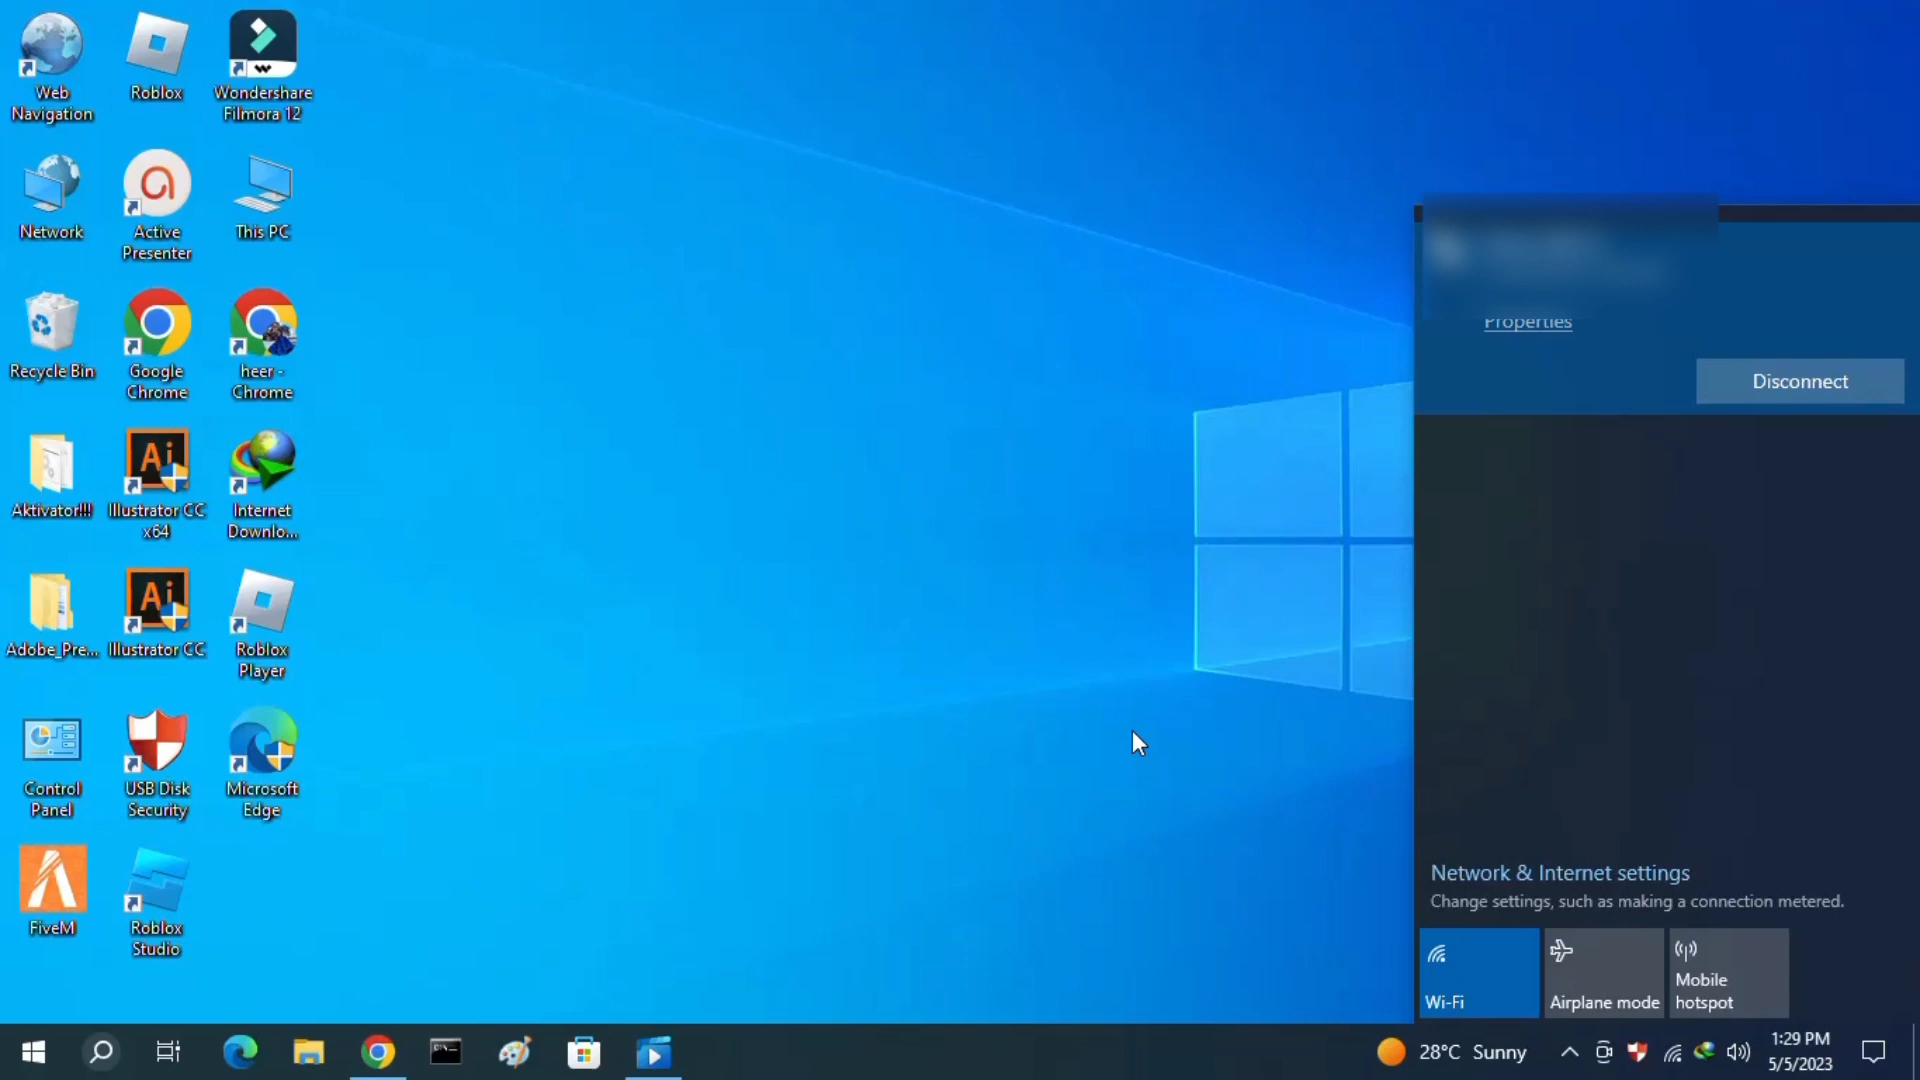 Web
Navigation
Roblox
Wondershare
Filmora 12
Network
Active
Presenter
This PC
Recycle Bin
Google
Chrome
heer -
Chrome
Aktivator!!!
Illustrator CC
x64
Internet
Downlo...
Adobe_Pre...
Illustrator CC
Roblox
Player
Control
Panel
USB Disk
Security
Microsoft
Edge
FiveM
Roblox
Studio
Properties
Disconnect
Network & Internet settings
Change settings, such as making a connection metered.
Wi-Fi
Airplane mode
Mobile
hotspot
28°C Sunny
1:29 PM
5/5/2023